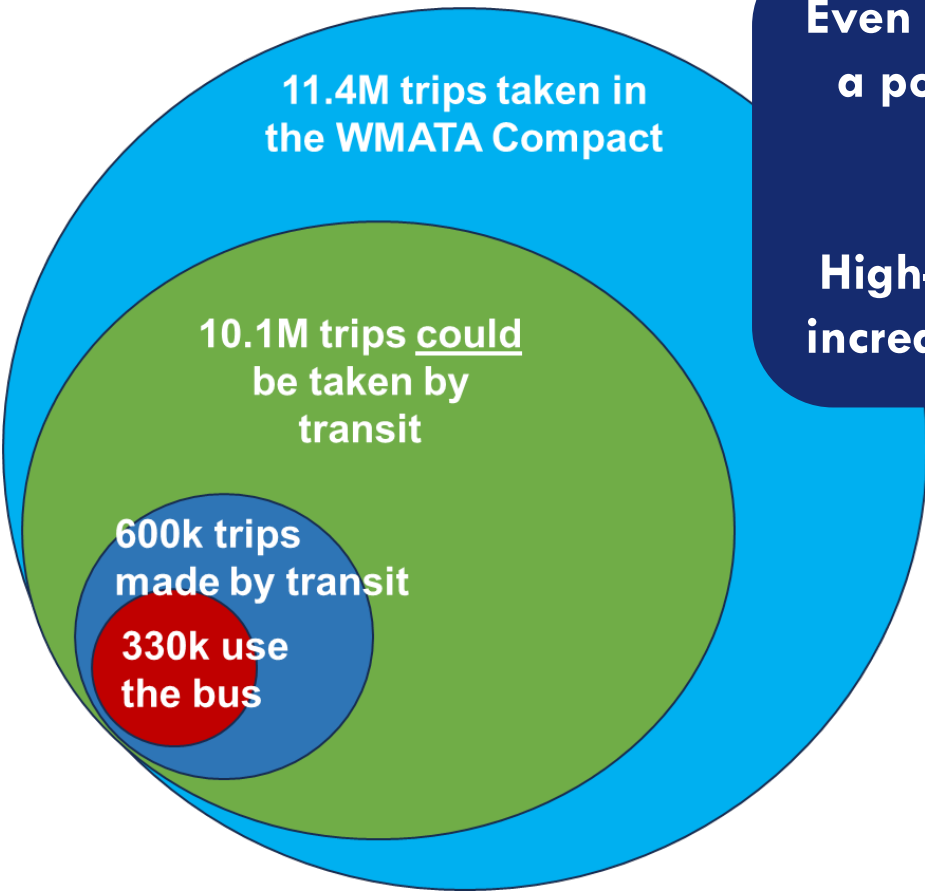 Even
a
11.4M trips taken in
the WMATA Compact
High-
10.1M trips could
be taken by
transit
600k trips
made by transit
330k use
the bus